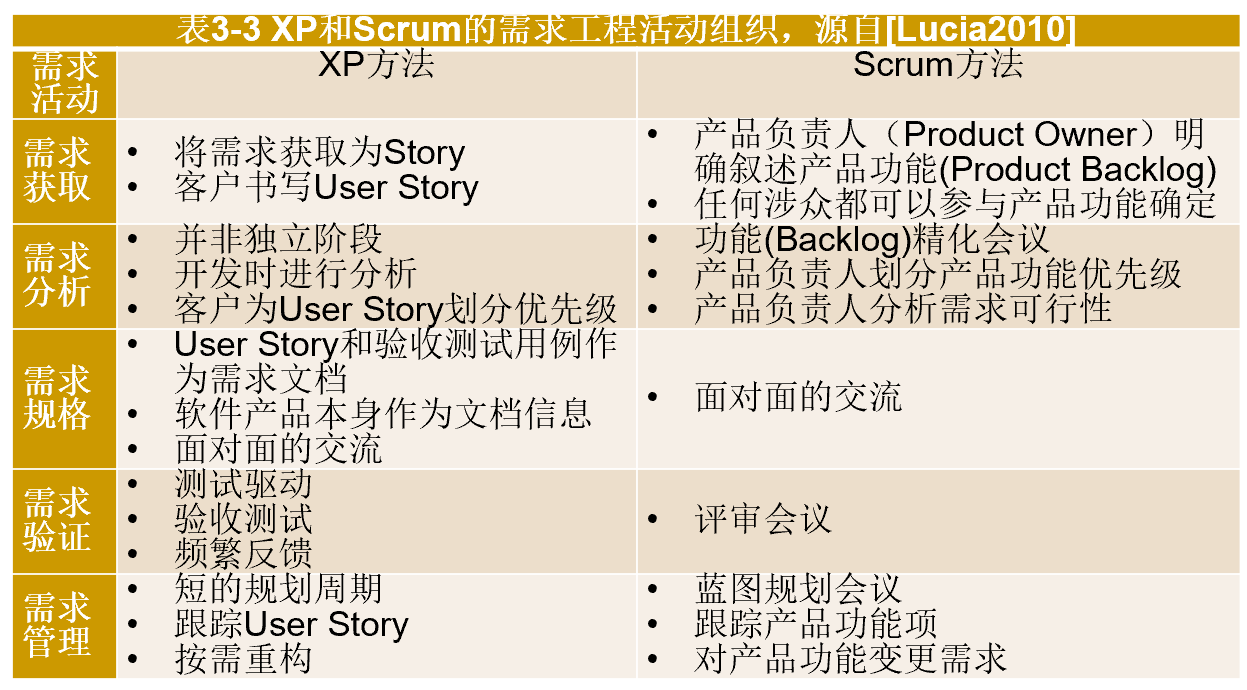 表3-3 XP和Scrum的需求工程活动组织，源自[Lucia2010]
需求
活动
XP方法
Scrum方法
需求
获取
• 将需求获取为Story
• 客户书写User Story
• 产品负责人（Product Owner）明
确叙述产品功能(Product Backlog)
• 任何涉众都可以参与产品功能确定
需求
分析
• 并非独立阶段
• 开发时进行分析
• 客户为User Story划分优先级
• 功能(Backlog)精化会议
• 产品负责人划分产品功能优先级
• 产品负责人分析需求可行性
需求
规格
• User Story和验收测试用例作
为需求文档
• 软件产品本身作为文档信息
• 面对面的交流
• 面对面的交流
需求
验证
• 测试驱动
• 验收测试
• 频繁反馈
• 评审会议
需求
管理
• 短的规划周期
• 跟踪User Story
• 按需重构
• 蓝图规划会议
• 跟踪产品功能项
• 对产品功能变更需求